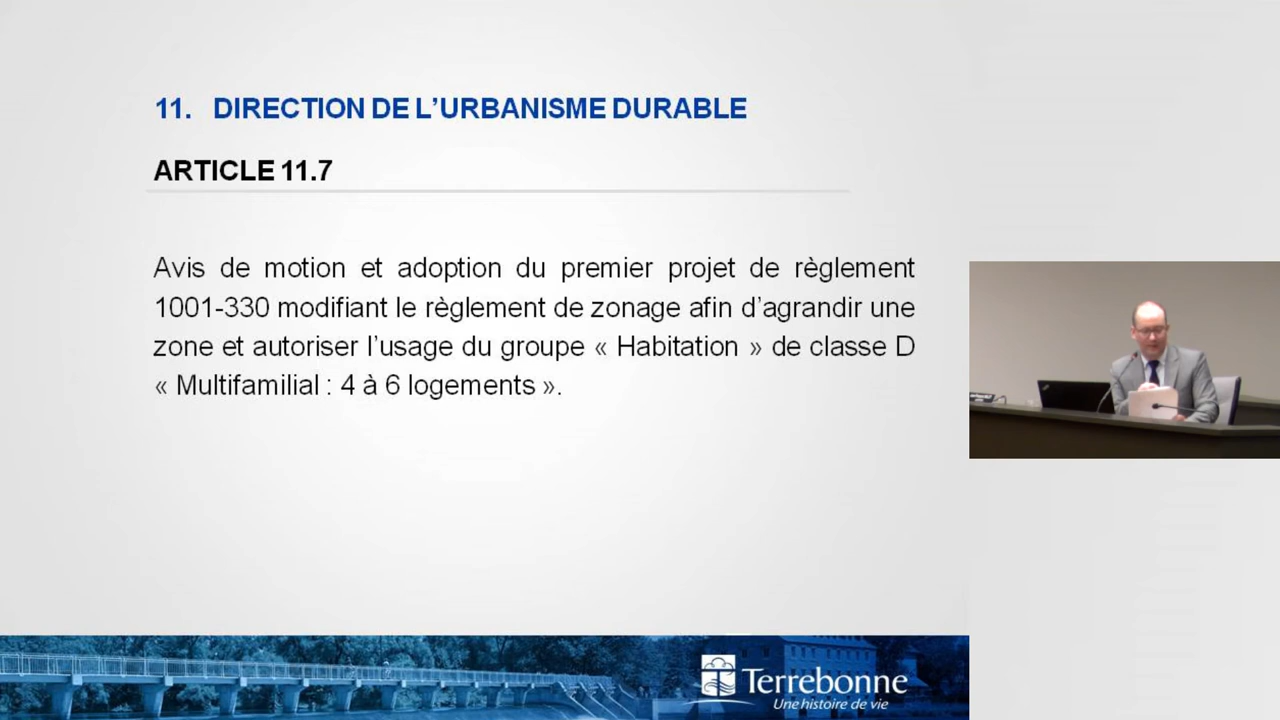 11. DIRECTION DE L’URBANISME DURABLE
ARTICLE 11.7
Avis de motion et adoption du premier projet de règlement
1001-330 modifiant le règlement de zonage afin d’agrandir une
zone et autoriser l’usage du groupe « Habitation » de classe D
« Multifamilial : 4 à 6 logements ».
Terrebonne
Une histoire de vie